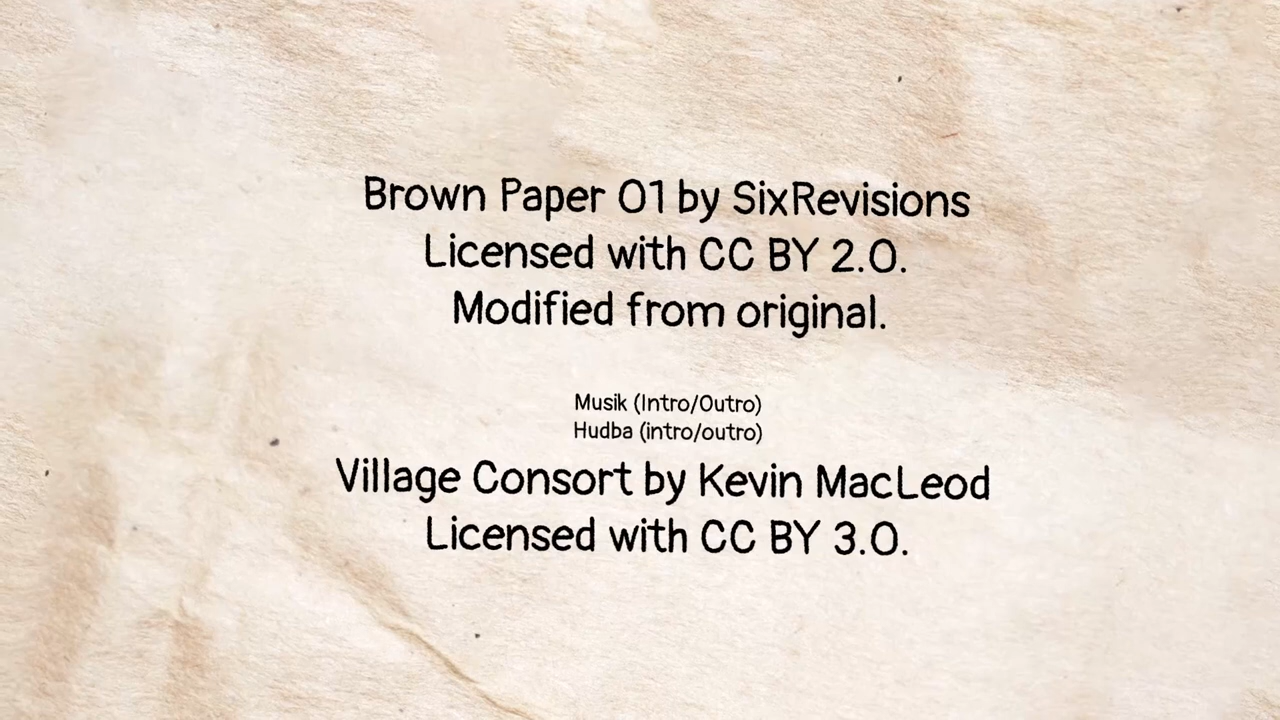 Brown Paper 01 by SixRevisions
Licensed with CC BY 2.0.
Modified from original.
Musik (Intro/Outro)
Hudba (intro/outro)
Village Consort by Kevin MacLeod
Licensed with CC BY 3.0.